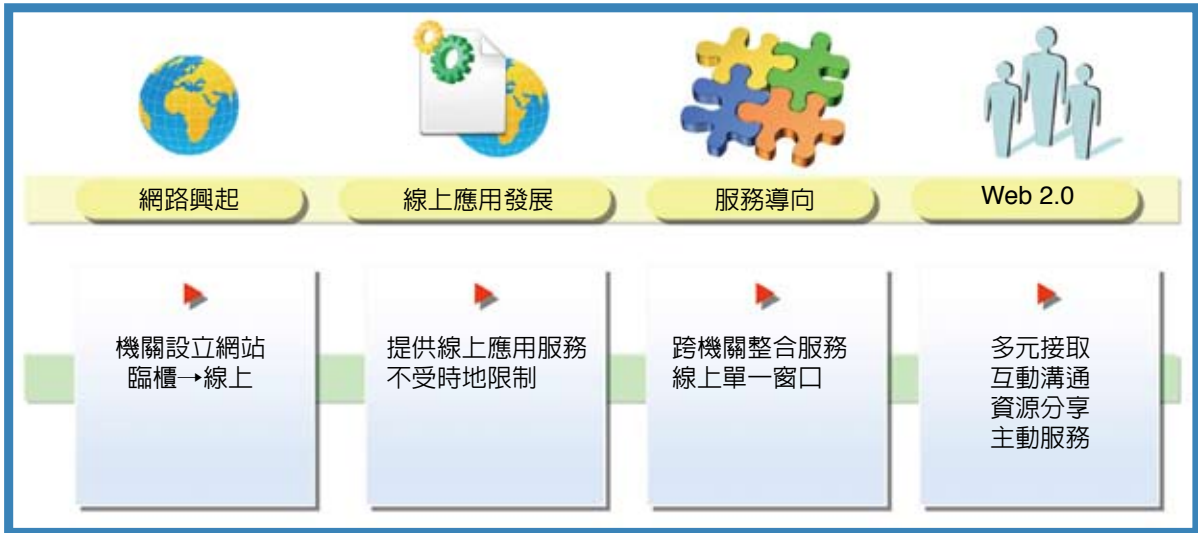 網路興起
線上應用發展
服務導向
Web 2.0
機關設立網站
臨櫃→線上
提供線上應用服務
不受時地限制
跨機關整合服務
線上單一窗口
多元接取
互動溝通
資源分享
主動服務